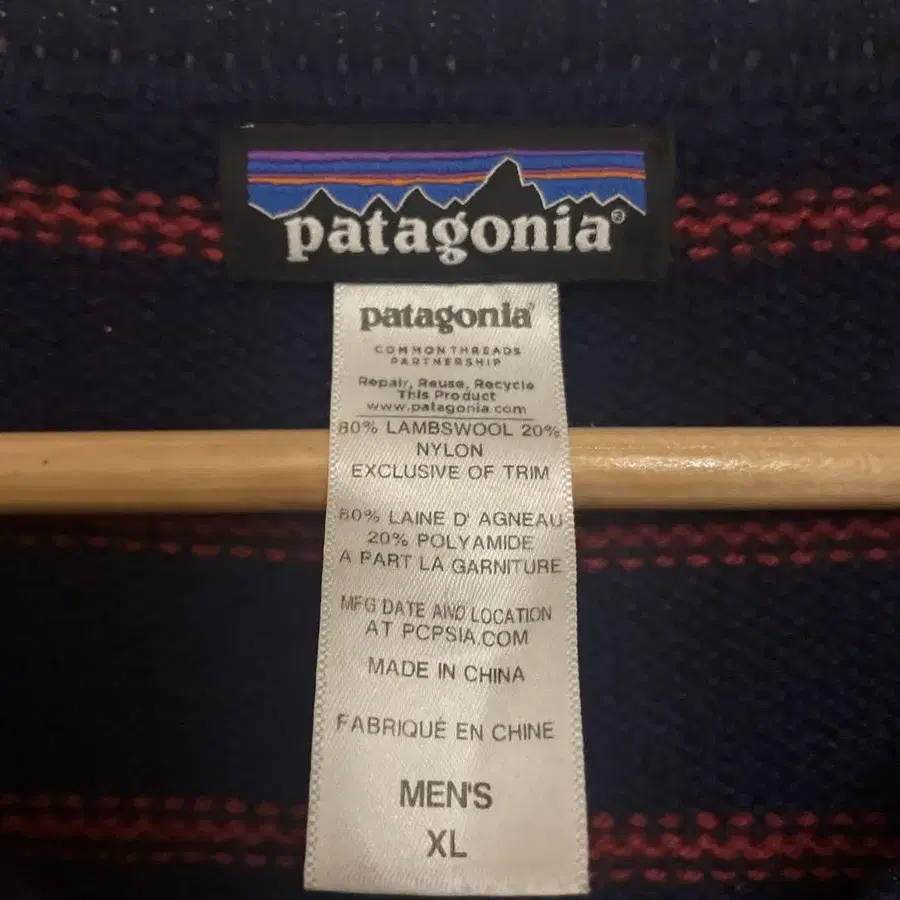 patagonia®
patagonia®
COMMONTHREADS
PARTNERSHIP
Repair, Reuse, Recycle
This Product
www.patagonia.com
80% LAMBSWOOL 20%
NYLON
EXCLUSIVE OF TRIM
80% LAINE D' AGNEAU
20% POLYAMIDE
A PART LA GARNITURE
MFG DATE AND LOCATION
AT PCPSIA.COM
MADE IN CHINA
FABRIQUÉ EN CHINE
MEN'S
XL